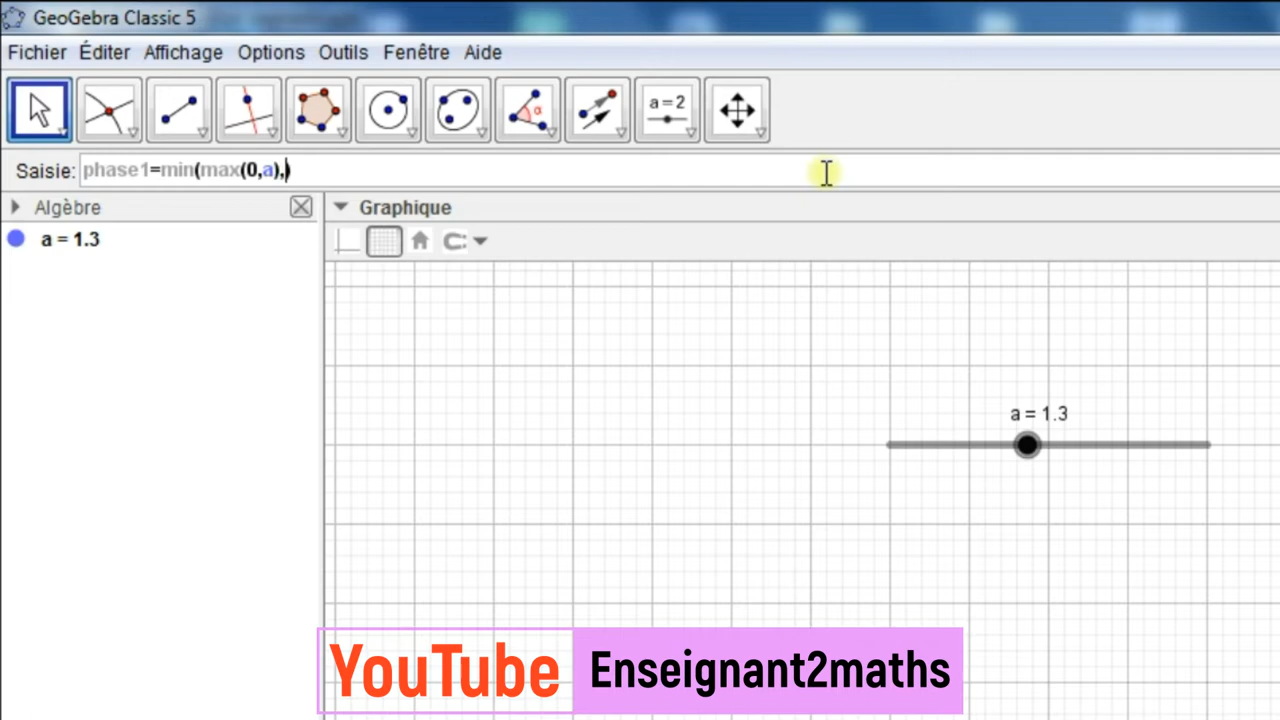 GeoGebra Classic 5
Fichier Éditer Affichage Options Outils Fenêtre Aide
α
a=2
Saisie: phase1=min(max(0,a),)
Algèbre
Graphique
a = 1.3
a = 1.3
YouTube Enseignant2maths